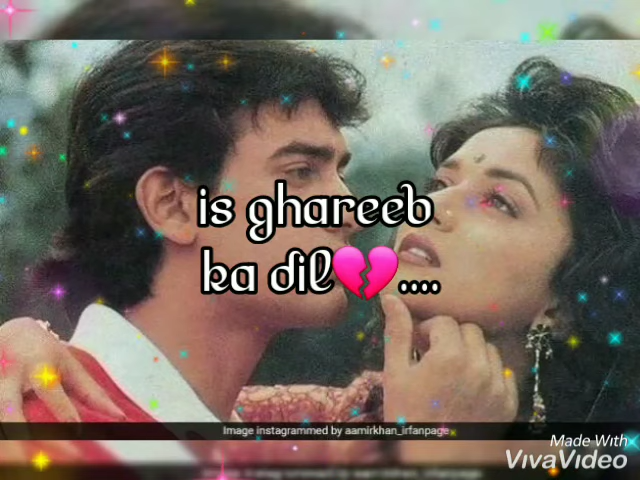 is ghareeb
ka dil💔....
Image instagrammed by aamirkhan_irfanpage
Made With
VivaVideo